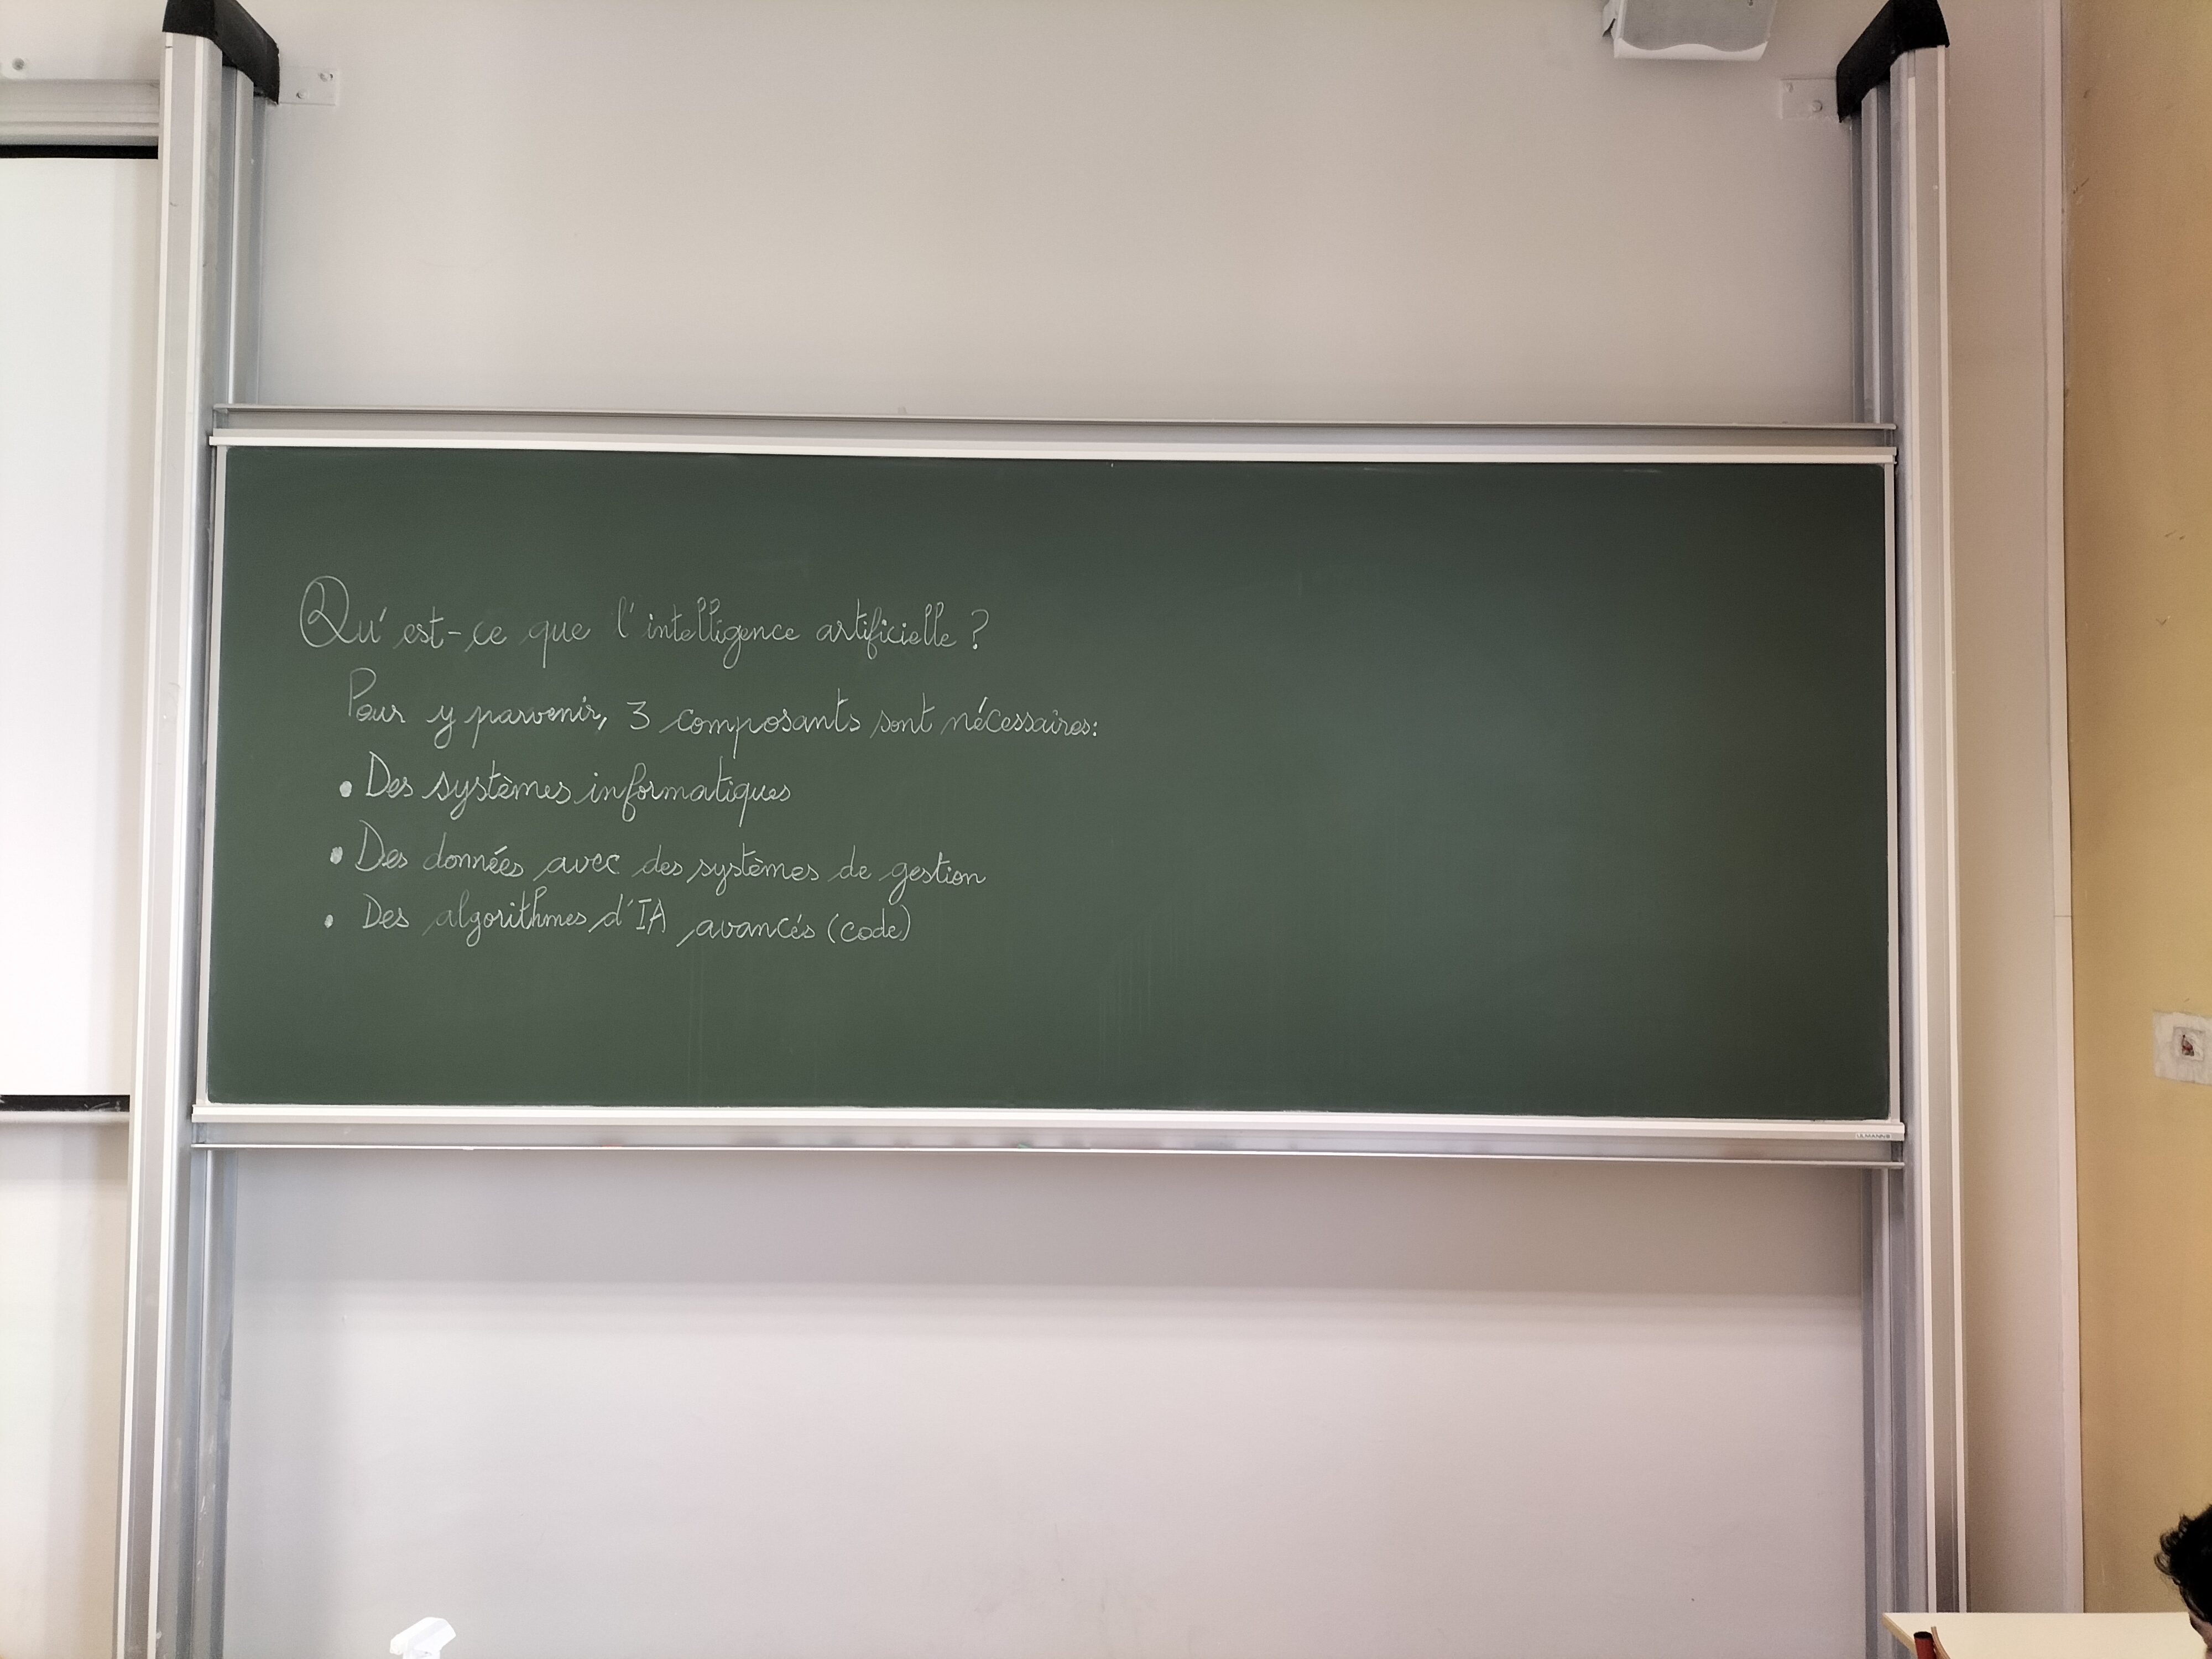 Qu'est-ce que l'intelligence artificielle ?
Pour y parvenir, 3 composants sont nécessaires:
• Des systèmes informatiques
• Des données avec des systèmes de gestion
• Des algorithmes d'IA avancés (code)